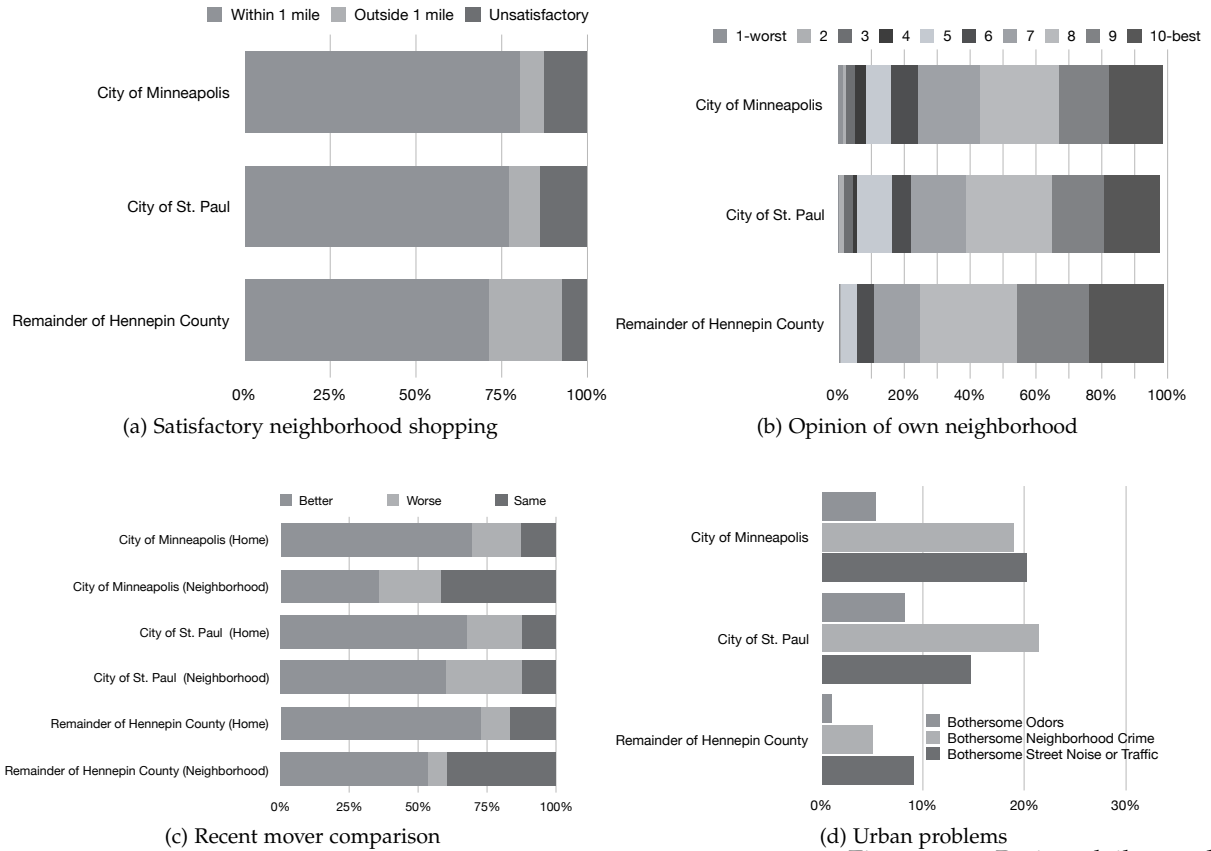 Within 1 mile Outside 1 mile Unsatisfactory
City of Minneapolis
City of St. Paul
Remainder of Hennepin County
0% 25% 50% 75% 100%
(a) Satisfactory neighborhood shopping
1-worst 2 3 4 5 6 7 8 9 10-best
City of Minneapolis
City of St. Paul
Remainder of Hennepin County
0% 20% 40% 60% 80% 100%
(b) Opinion of own neighborhood
Better Worse Same
City of Minneapolis (Home)
City of Minneapolis (Neighborhood)
City of St. Paul (Home)
City of St. Paul (Neighborhood)
Remainder of Hennepin County (Home)
Remainder of Hennepin County (Neighborhood)
0% 25% 50% 75% 100%
(c) Recent mover comparison
City of Minneapolis
City of St. Paul
Remainder of Hennepin County
Bothersome Odors
Bothersome Neighborhood Crime
Bothersome Street Noise or Traffic
0% 10% 20% 30%
(d) Urban problems